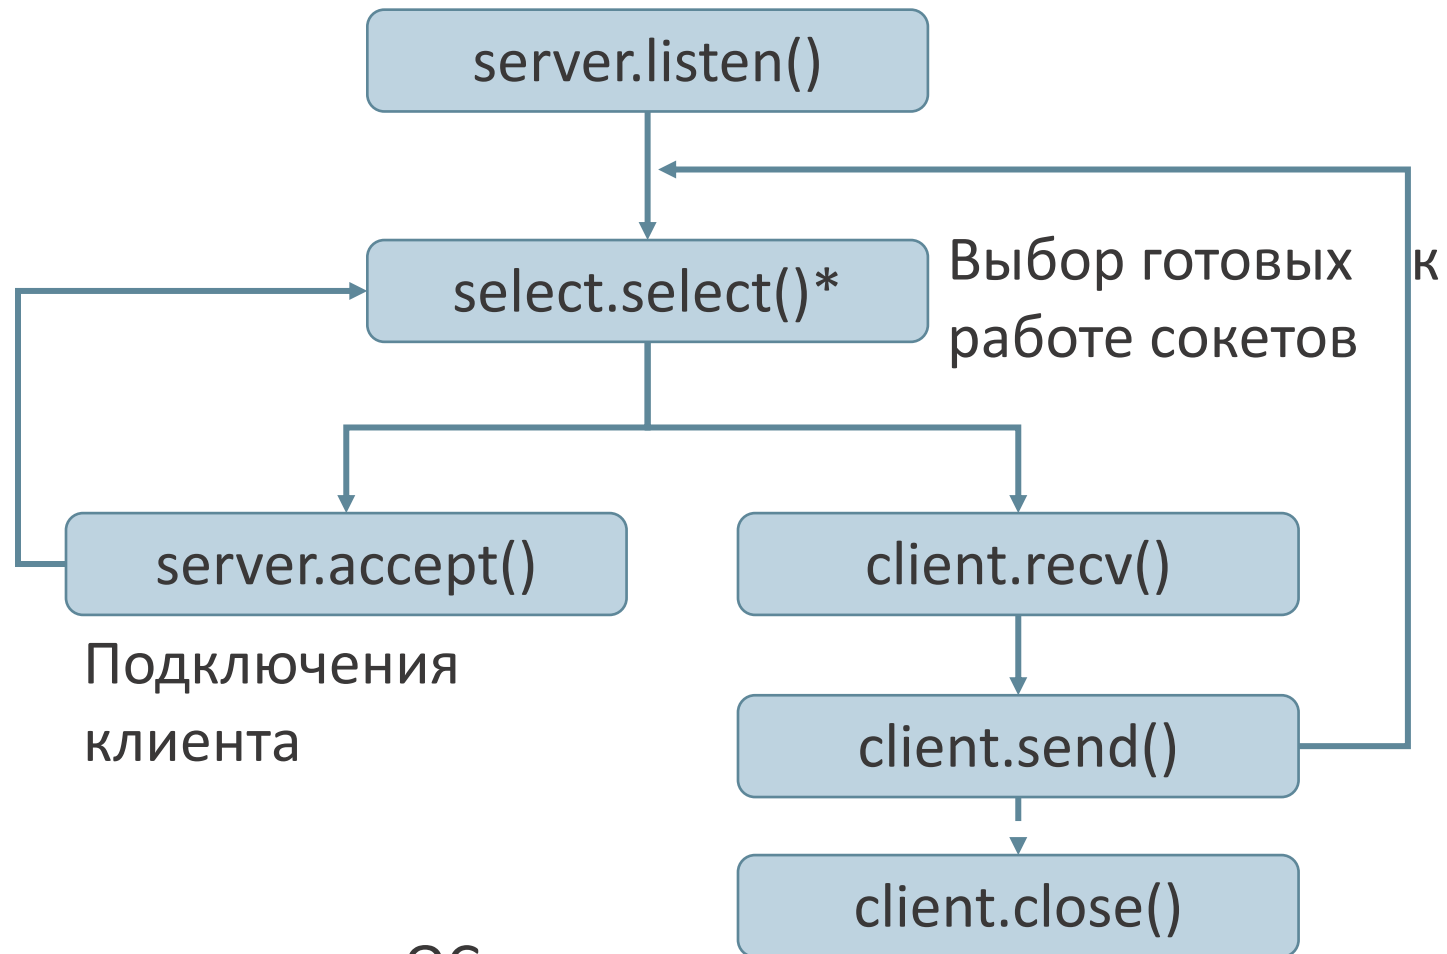 server.listen()
select.select()*
Выбор готовых к
работе сокетов
server.accept()
client.recv()
Подключения
клиента
client.send()
client.close()